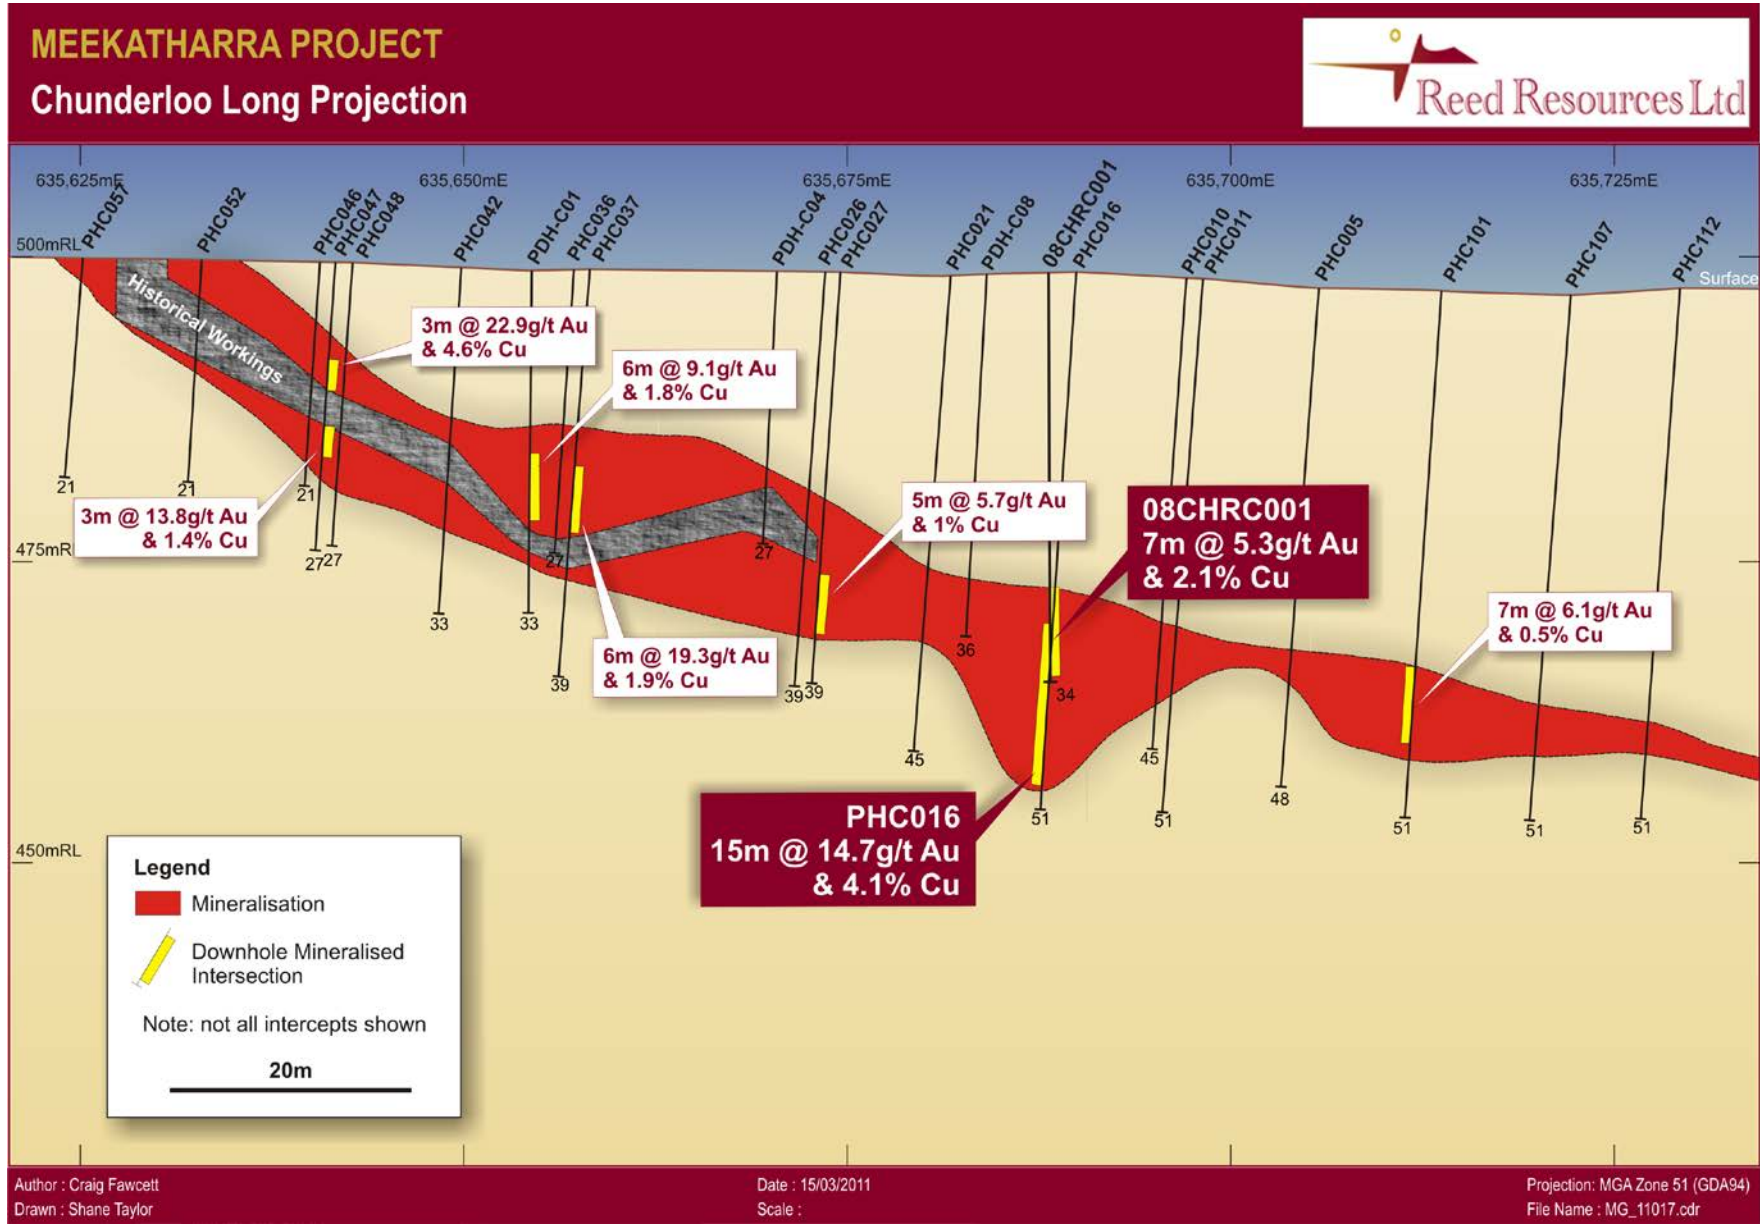 MEEKATHARRA PROJECT
Chunderloo Long Projection
Reed Resources Ltd
635,625mE
635,650mE
635,675mE
635,700mE
635,725mE
PHC057
PHC052
PHC046
PHC047
PHC048
PHC042
PDH-C01
PHC036
PHC037
PDH-C04
PHC026
PHC027
PHC021
PDH-C08
08CHRC001
PHC016
PHC010
PHC011
PHC005
PHC101
PHC107
PHC112
500mRL
Surface
Historical Workings
3m @ 22.9g/t Au
& 4.6% Cu
6m @ 9.1g/t Au
& 1.8% Cu
3m @ 13.8g/t Au
& 1.4% Cu
5m @ 5.7g/t Au
& 1% Cu
08CHRC001
7m @ 5.3g/t Au
& 2.1% Cu
7m @ 6.1g/t Au
& 0.5% Cu
6m @ 19.3g/t Au
& 1.9% Cu
PHC016
15m @ 14.7g/t Au
& 4.1% Cu
21
21
21
475mRL
27
27
27
27
33
33
39
39
39
36
34
45
51
45
51
48
51
51
51
450mRL
Legend
Mineralisation
Downhole Mineralised
Intersection
Note: not all intercepts shown
20m
Author : Craig Fawcett
Drawn : Shane Taylor
Date : 15/03/2011
Scale :
Projection: MGA Zone 51 (GDA94)
File Name : MG_11017.cdr